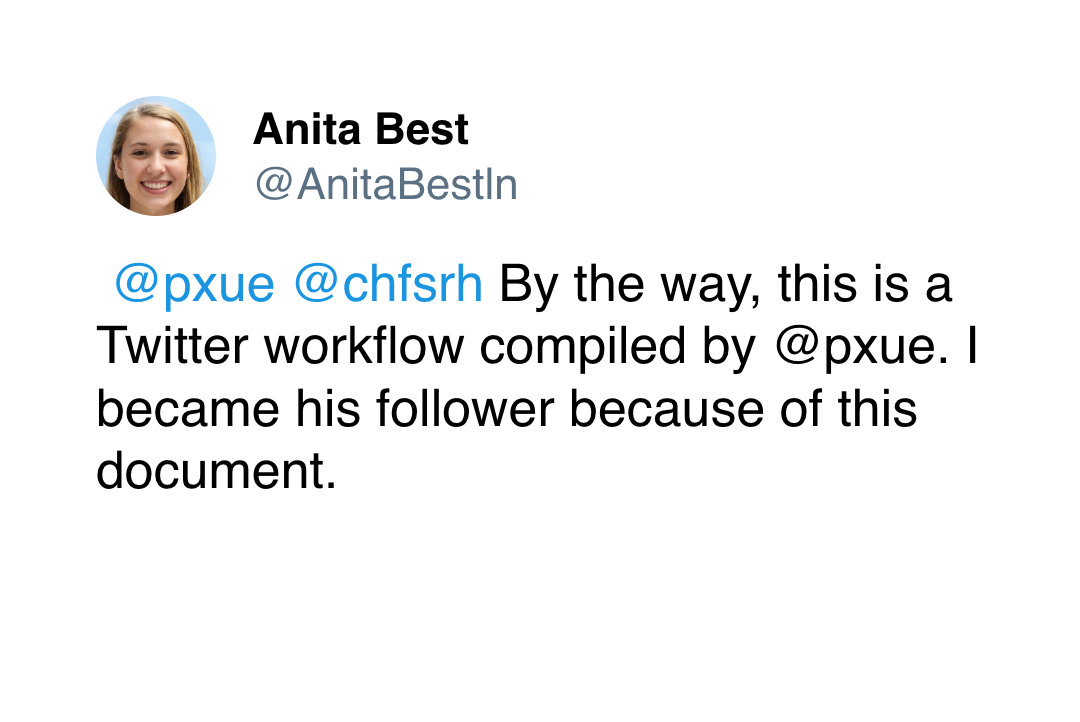 Anita Best
@AnitaBestln
@pxue @chfsrh By the way, this is a
Twitter workflow compiled by @pxue. I
became his follower because of this
document.